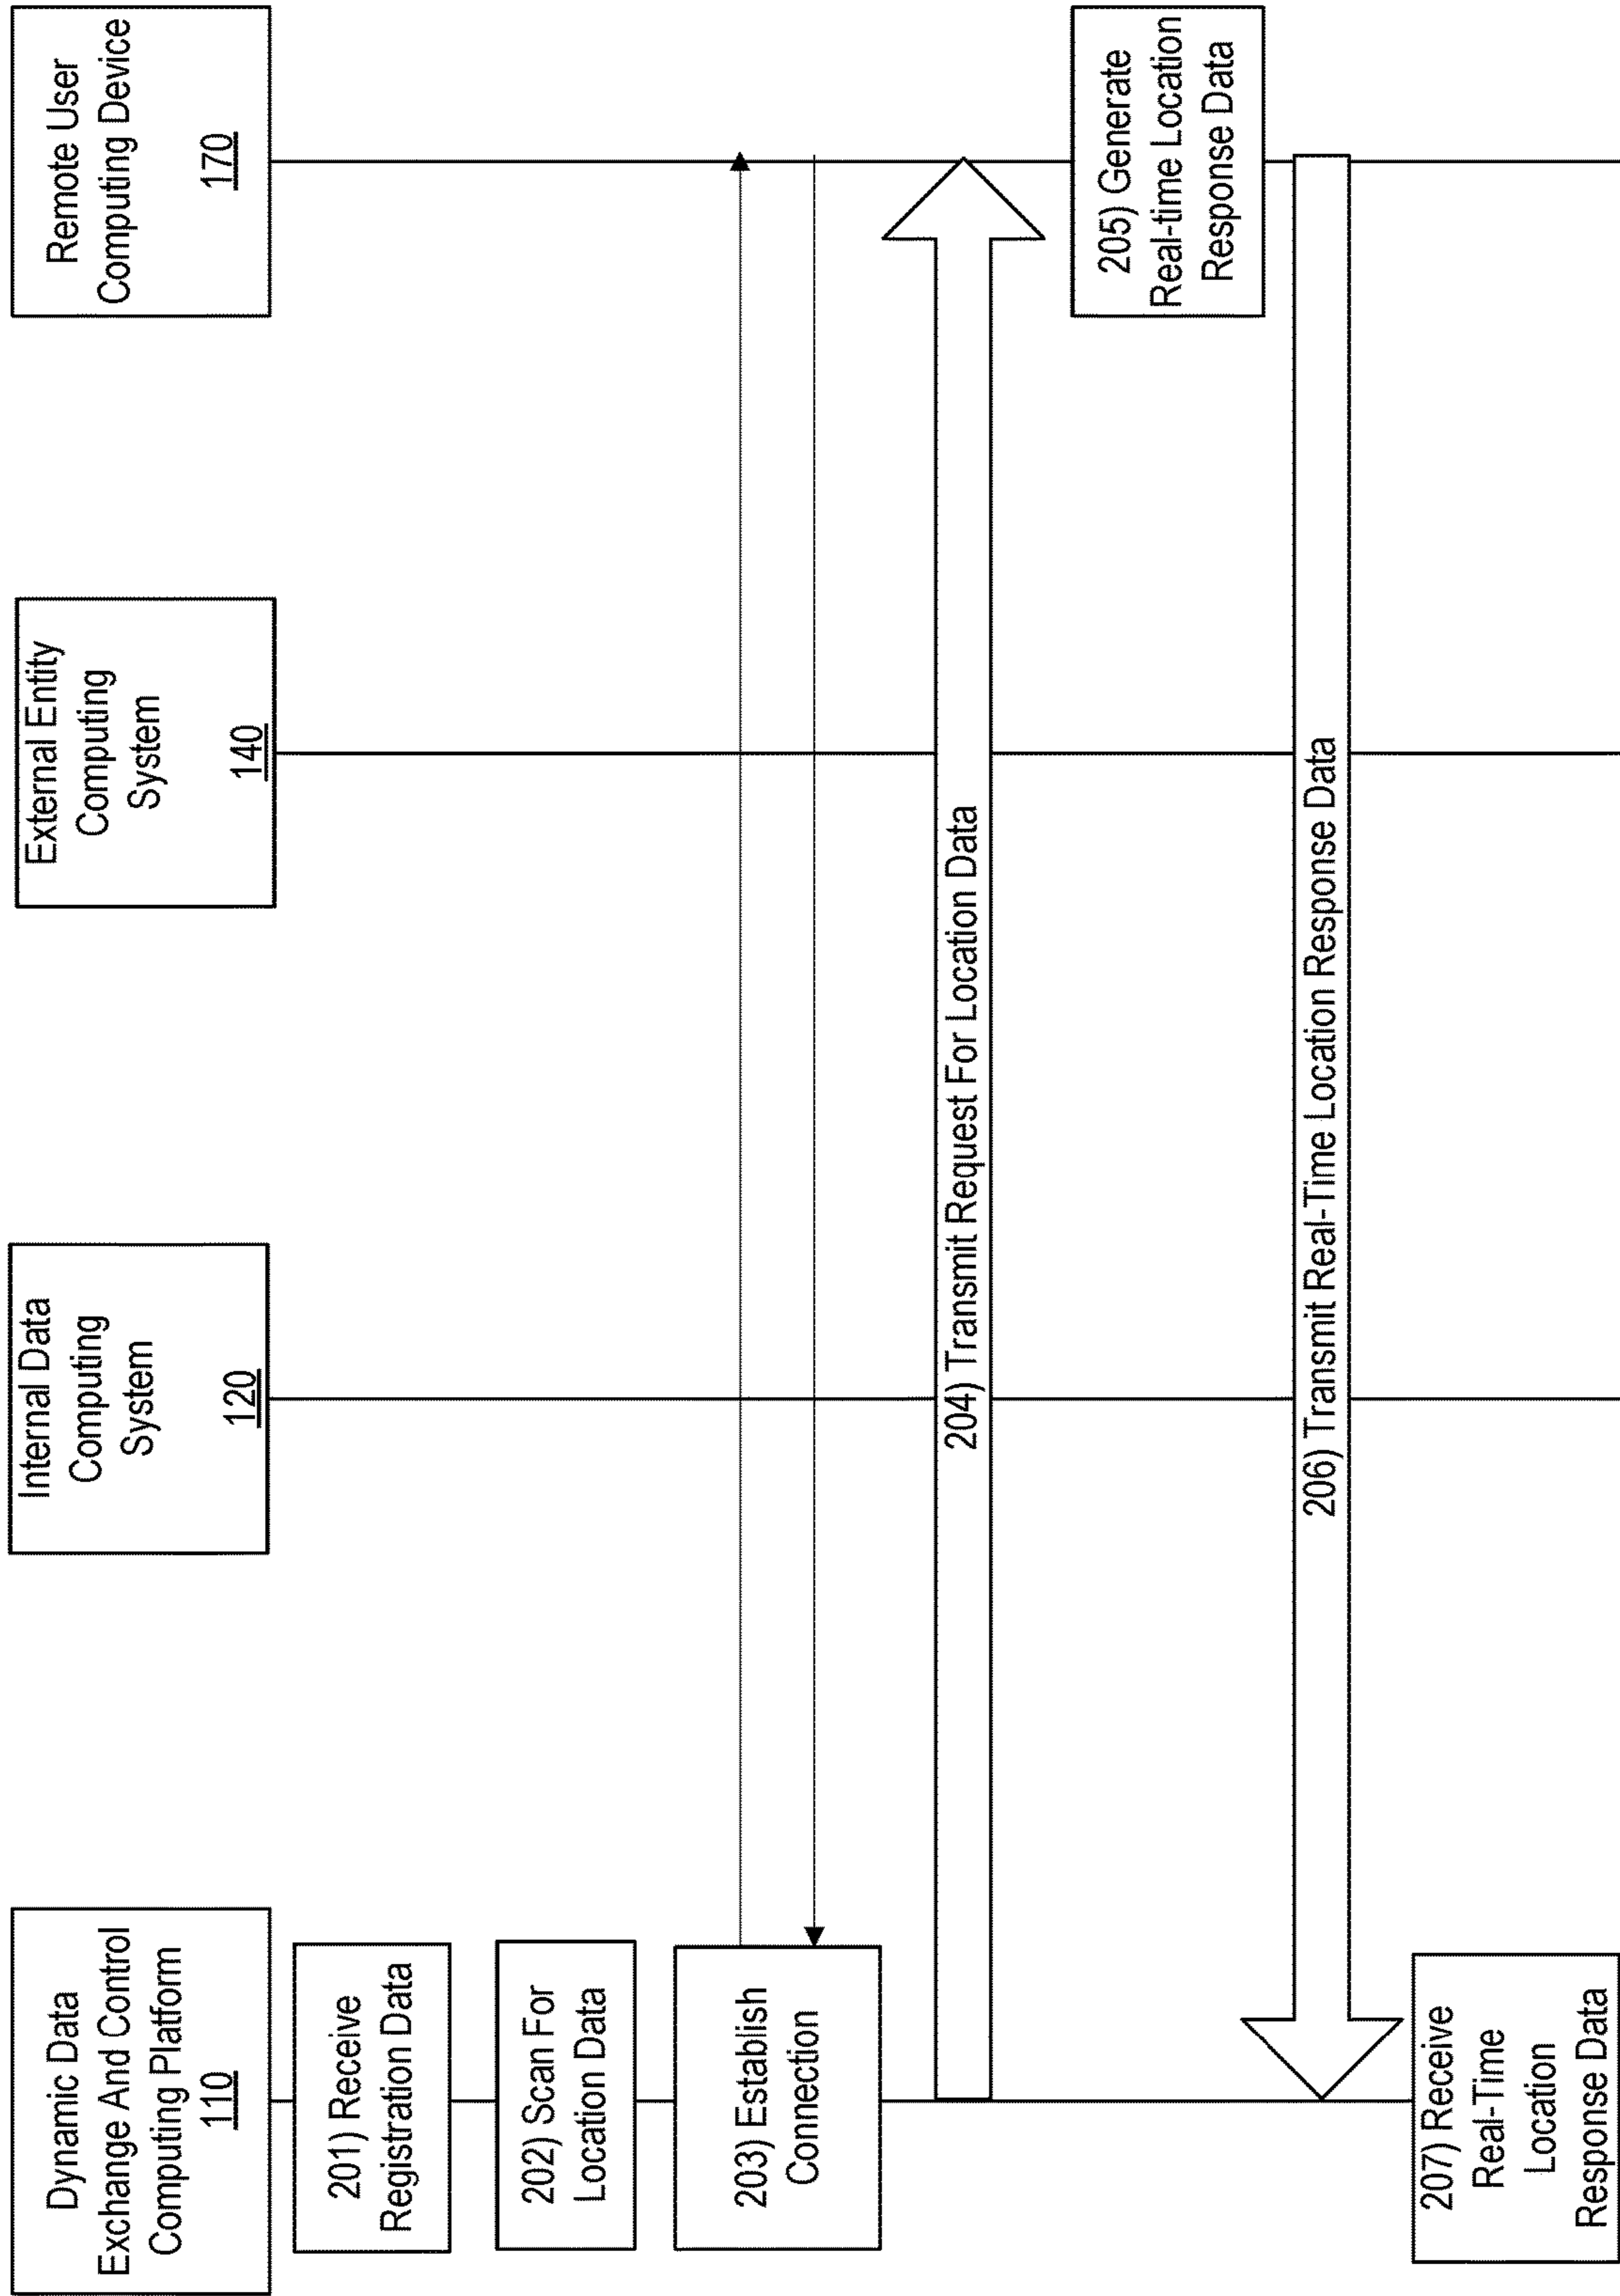 Dynamic Data
Exchange And Control
Computing Platform
110
Internal Data
Computing
System
120
External Entity
Computing
System
140
Remote User
Computing Device
170
201) Receive
Registration Data
202) Scan For
Location Data
203) Establish
Connection
204) Transmit Request For Location Data
205) Generate
Real-time Location
Response Data
206) Transmit Real-Time Location Response Data
207) Receive
Real-Time
Location
Response Data